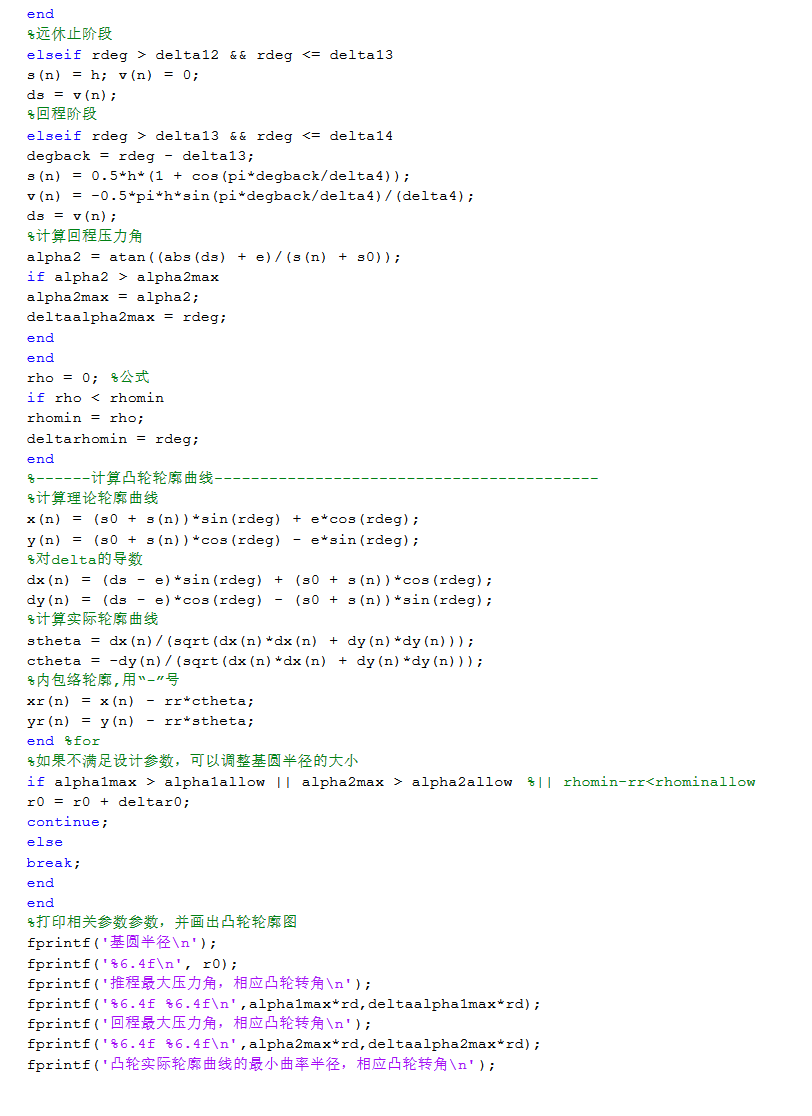 end
%远休止阶段
elseif rdeg > delta12 && rdeg <= delta13
s(n) = h; v(n) = 0;
ds = v(n);
%回程阶段
elseif rdeg > delta13 && rdeg <= delta14
degback = rdeg - delta13;
s(n) = 0.5*h*(1 + cos(pi*degback/delta4));
v(n) = -0.5*pi*h*sin(pi*degback/delta4)/(delta4);
ds = v(n);
%计算回程压力角
alpha2 = atan((abs(ds) + e)/(s(n) + s0));
if alpha2 > alpha2max
alpha2max = alpha2;
deltaalpha2max = rdeg;
end
end
rho = 0; %公式
if rho < rhomin
rhomin = rho;
deltarhomin = rdeg;
end
%------计算凸轮轮廓曲线------------------------------------------
%计算理论轮廓曲线
x(n) = (s0 + s(n))*sin(rdeg) + e*cos(rdeg);
y(n) = (s0 + s(n))*cos(rdeg) - e*sin(rdeg);
%对delta的导数
dx(n) = (ds - e)*sin(rdeg) + (s0 + s(n))*cos(rdeg);
dy(n) = (ds - e)*cos(rdeg) - (s0 + s(n))*sin(rdeg);
%计算实际轮廓曲线
stheta = dx(n)/(sqrt(dx(n)*dx(n) + dy(n)*dy(n)));
ctheta = -dy(n)/(sqrt(dx(n)*dx(n) + dy(n)*dy(n)));
%内包络轮廓,用“-”号
xr(n) = x(n) - rr*ctheta;
yr(n) = y(n) - rr*stheta;
end %for
%如果不满足设计参数，可以调整基圆半径的大小
if alpha1max > alpha1allow || alpha2max > alpha2allow %|| rhomin-rr<rhominallow
r0 = r0 + deltar0;
continue;
else
break;
end
end
%打印相关参数参数，并画出凸轮轮廓图
fprintf('基圆半径\n');
fprintf('%6.4f\n', r0);
fprintf('推程最大压力角，相应凸轮转角\n');
fprintf('%6.4f %6.4f\n',alpha1max*rd,deltaalpha1max*rd);
fprintf('回程最大压力角，相应凸轮转角\n');
fprintf('%6.4f %6.4f\n',alpha2max*rd,deltaalpha2max*rd);
fprintf('凸轮实际轮廓曲线的最小曲率半径，相应凸轮转角\n');